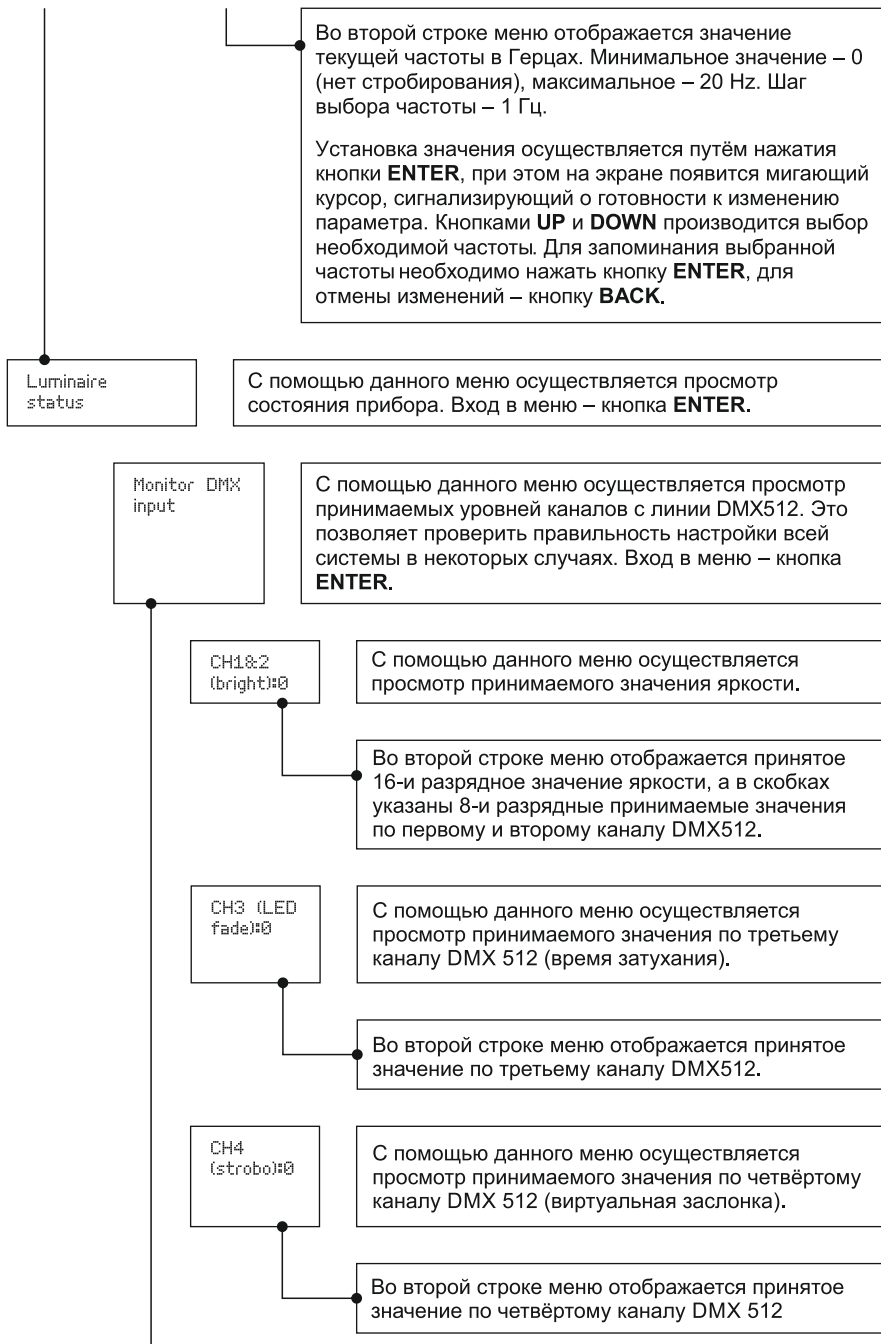 Во второй строке меню отображается значение
текущей частоты в Герцах. Минимальное значение – 0
(нет стробирования), максимальное – 20 Hz. Шаг
выбора частоты – 1 Гц.
Установка значения осуществляется путём нажатия
кнопки ENTER, при этом на экране появится мигающий
курсор, сигнализирующий о готовности к изменению
параметра. Кнопками UP и DOWN производится выбор
необходимой частоты. Для запоминания выбранной
частоты необходимо нажать кнопку ENTER, для
отмены изменений – кнопку BACK.
Luminaire
status
С помощью данного меню осуществляется просмотр
состояния прибора. Вход в меню – кнопка ENTER.
Monitor DMX
input
С помощью данного меню осуществляется просмотр
принимаемых уровней каналов с линии DMX512. Это
позволяет проверить правильность настройки всей
системы в некоторых случаях. Вход в меню – кнопка
ENTER.
CH1&2
(bright):0
С помощью данного меню осуществляется
просмотр принимаемого значения яркости.
Во второй строке меню отображается принятое
16-и разрядное значение яркости, а в скобках
указаны 8-и разрядные принимаемые значения
по первому и второму каналу DMX512.
CH3 (LED
fade):0
С помощью данного меню осуществляется
просмотр принимаемого значения по третьему
каналу DMX 512 (время затухания).
Во второй строке меню отображается принятое
значение по третьему каналу DMX512.
CH4
(strobo):0
С помощью данного меню осуществляется
просмотр принимаемого значения по четвёртому
каналу DMX 512 (виртуальная заслонка).
Во второй строке меню отображается принятое
значение по четвёртому каналу DMX 512